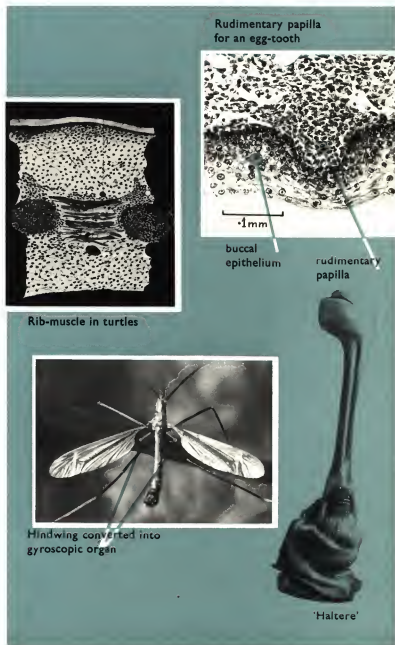 Rudimentary papilla
for an egg-tooth
·1mm
buccal
epithelium
rudimentary
papilla
Rib-muscle in turtles
Hindwing converted into
gyroscopic organ
'Haltere'